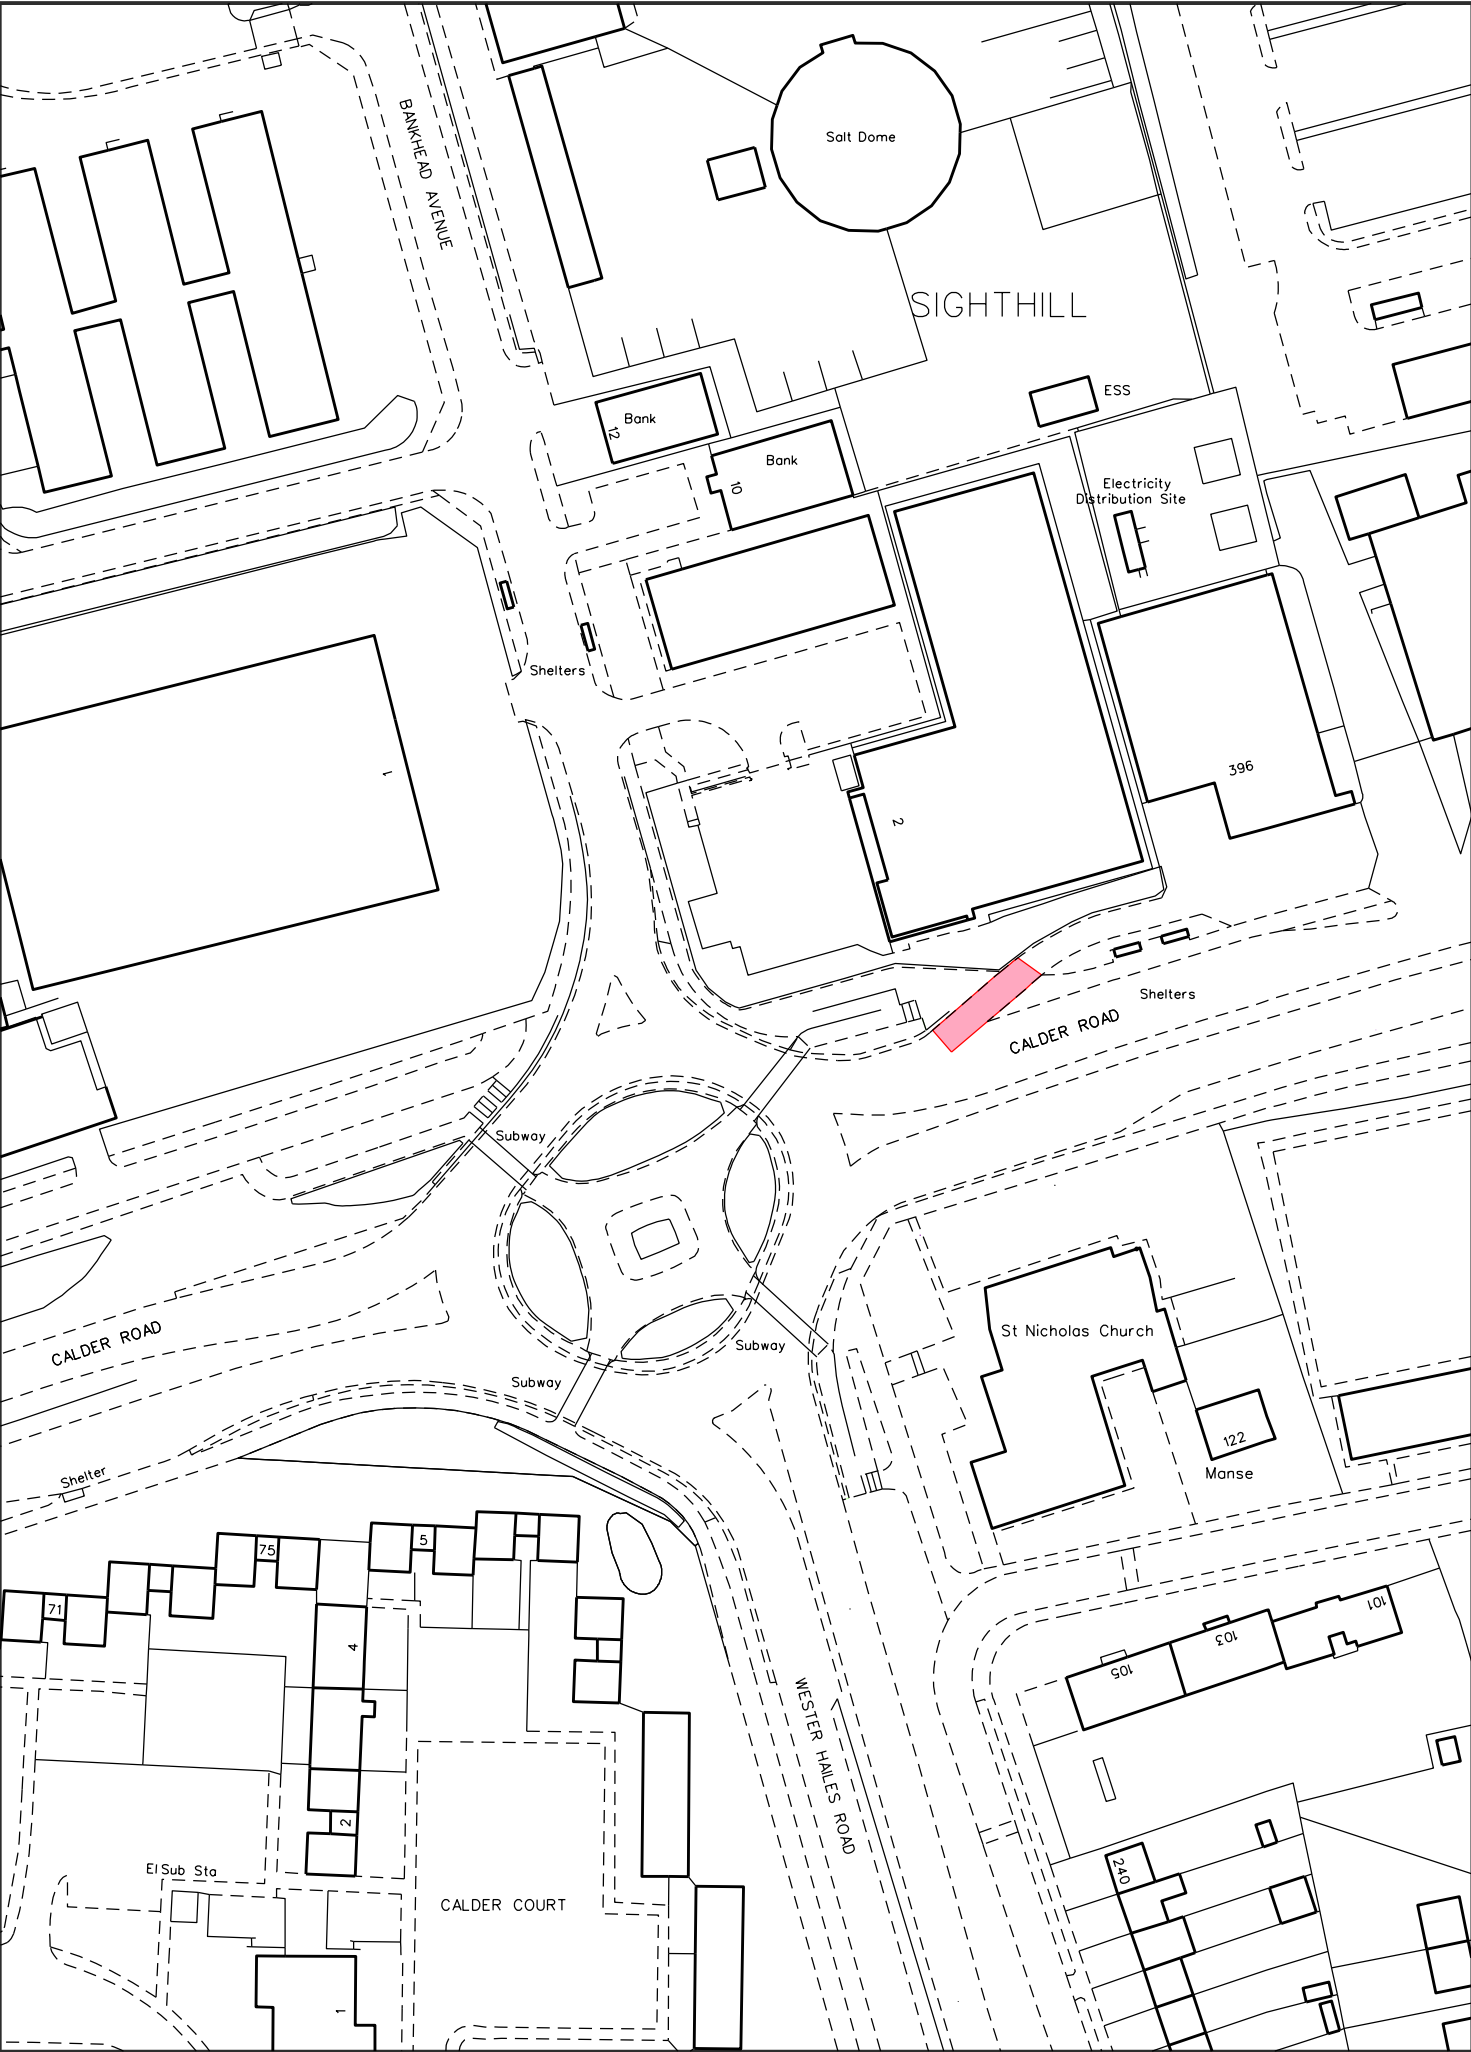 BANKHEAD AVENUE
Salt Dome
SIGHTHILL
ESS
Bank
12
Bank
10
Electricity
Distribution Site
Shelters
1
396
2
Shelters
CALDER ROAD
Subway
CALDER ROAD
St Nicholas Church
Subway
Subway
122
Manse
Shelter
5
75
71
4
101
103
105
WESTER HAILES ROAD
2
El Sub Sta
240
CALDER COURT
1